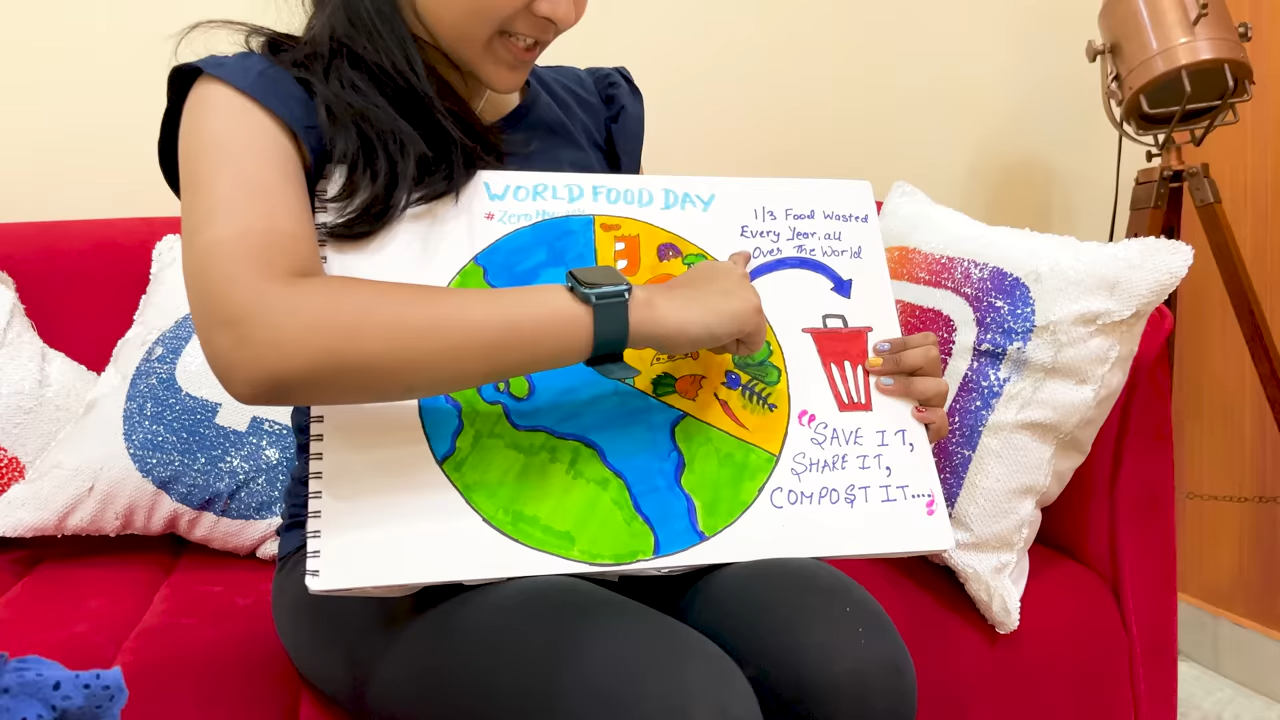 WORLD FOOD DAY
1/3 Food Wasted
Every Year, all
Over The World
"SAVE IT,
SHARE IT,
COMPOST IT...."